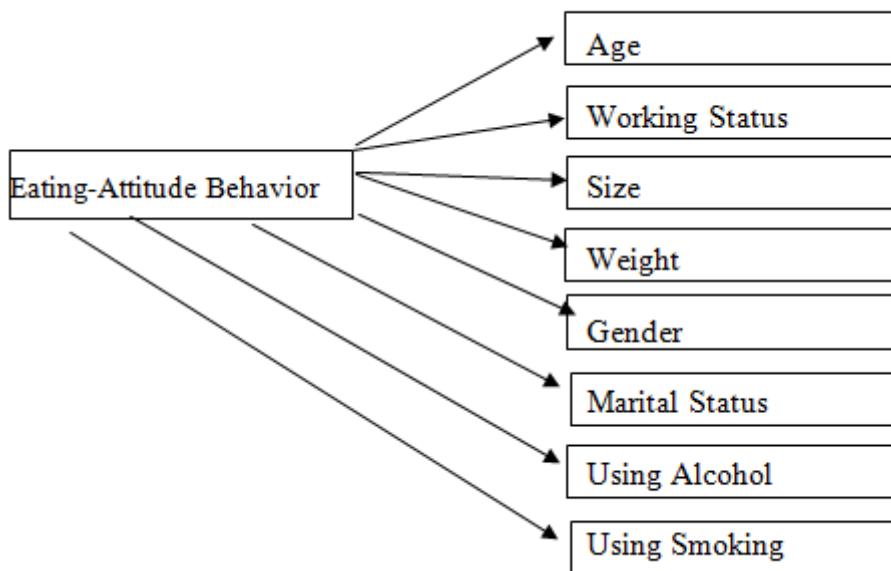 Age
Working Status
Eating-Attitude Behavior
Size
Weight
Gender
Marital Status
Using Alcohol
Using Smoking